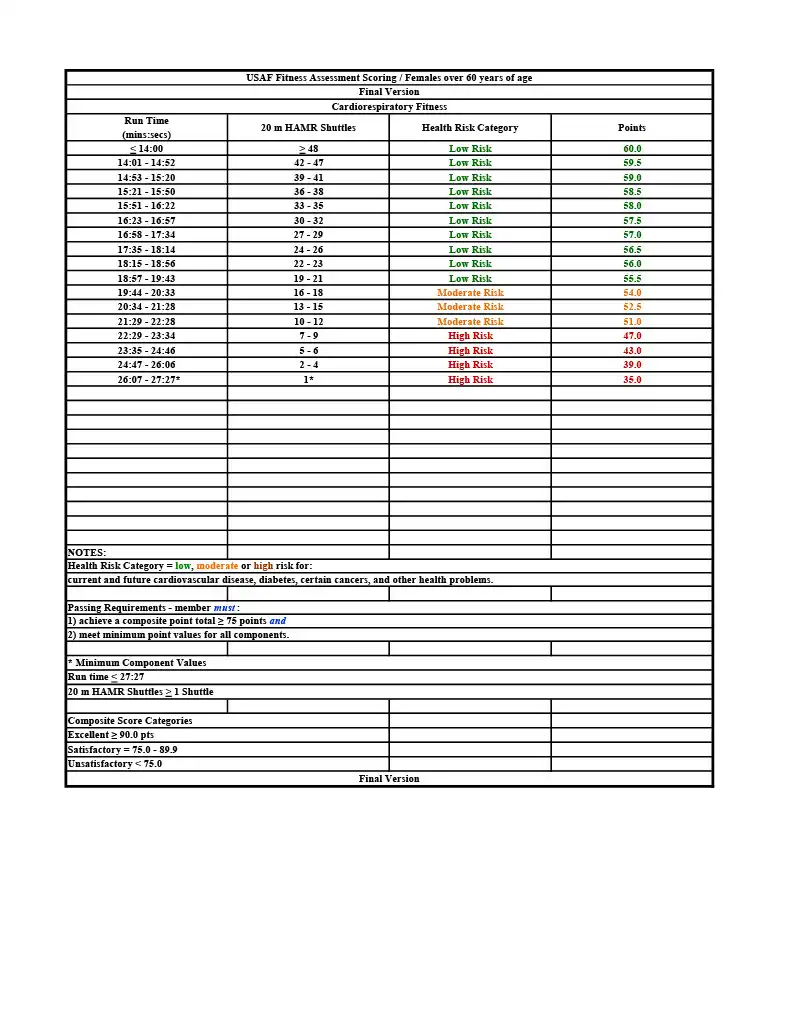 USAF Fitness Assessment Scoring / Females over 60 years of age
Final Version
Cardiorespiratory Fitness
Run Time (mins:secs) 20 m HAMR Shuttles Health Risk Category Points
≤ 14:00 ≥ 48 Low Risk 60.0
14:01 - 14:52 42 - 47 Low Risk 59.5
14:53 - 15:20 39 - 41 Low Risk 59.0
15:21 - 15:50 36 - 38 Low Risk 58.5
15:51 - 16:22 33 - 35 Low Risk 58.0
16:23 - 16:57 30 - 32 Low Risk 57.5
16:58 - 17:34 27 - 29 Low Risk 57.0
17:35 - 18:14 24 - 26 Low Risk 56.5
18:15 - 18:56 22 - 23 Low Risk 56.0
18:57 - 19:43 19 - 21 Low Risk 55.5
19:44 - 20:33 16 - 18 Moderate Risk 54.0
20:34 - 21:28 13 - 15 Moderate Risk 52.5
21:29 - 22:28 10 - 12 Moderate Risk 51.0
22:29 - 23:34 7 - 9 High Risk 47.0
23:35 - 24:46 5 - 6 High Risk 43.0
24:47 - 26:06 2 - 4 High Risk 39.0
26:07 - 27:27* 1* High Risk 35.0
NOTES:
Health Risk Category = low, moderate or high risk for:
current and future cardiovascular disease, diabetes, certain cancers, and other health problems.
Passing Requirements - member must :
1) achieve a composite point total ≥ 75 points and
2) meet minimum point values for all components.
* Minimum Component Values
Run time ≤ 27:27
20 m HAMR Shuttles ≥ 1 Shuttle
Composite Score Categories
Excellent ≥ 90.0 pts
Satisfactory = 75.0 - 89.9
Unsatisfactory < 75.0
Final Version